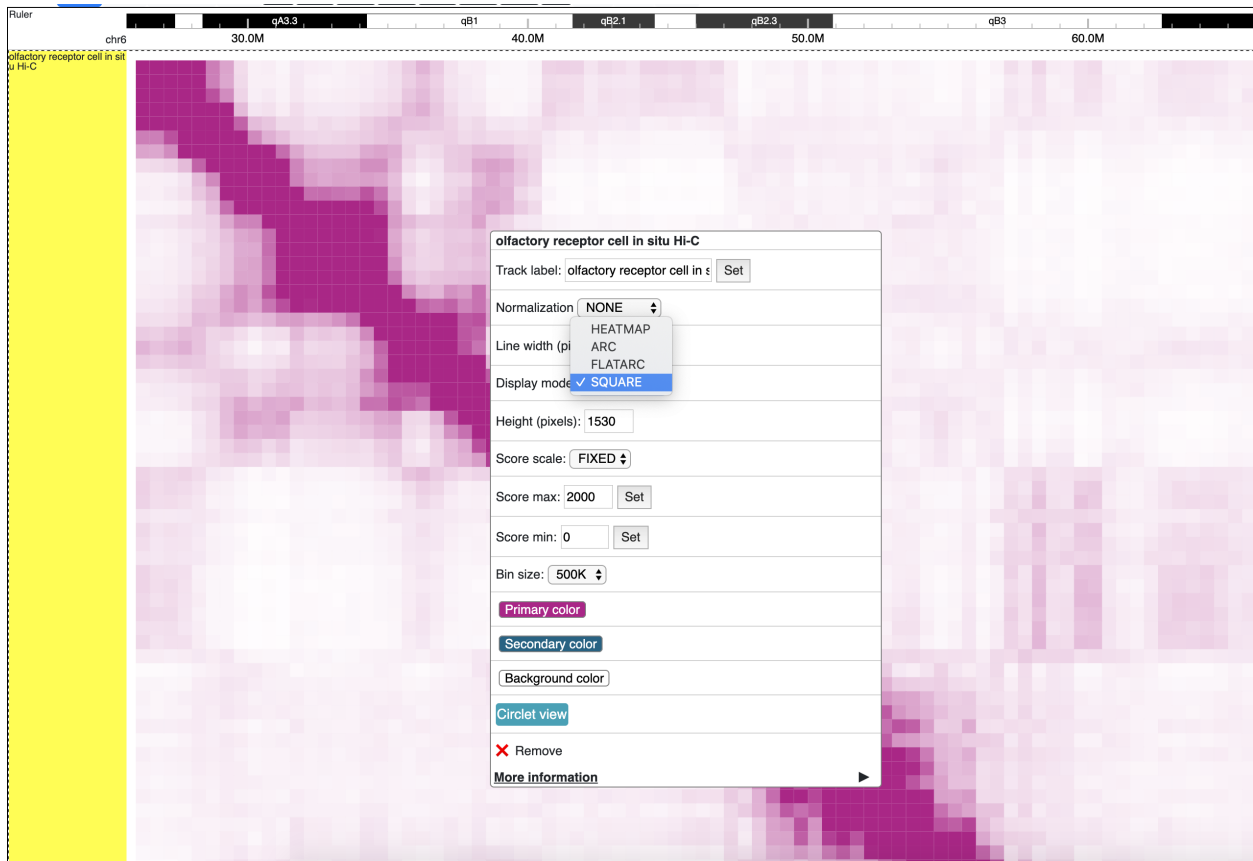 Ruler
qA3.3 qB1 qB2.1 qB2.3 qB3
chr6 30.0M 40.0M 50.0M 60.0M
olfactory receptor cell in sit
u Hi-C
olfactory receptor cell in situ Hi-C
Track label: olfactory receptor cell in s Set
Normalization NONE
HEATMAP
Line width (pi
ARC
FLATARC
Display mode ✓ SQUARE
Height (pixels): 1530
Score scale: FIXED
Score max: 2000 Set
Score min: 0 Set
Bin size: 500K
Primary color
Secondary color
Background color
Circlet view
Remove
More information